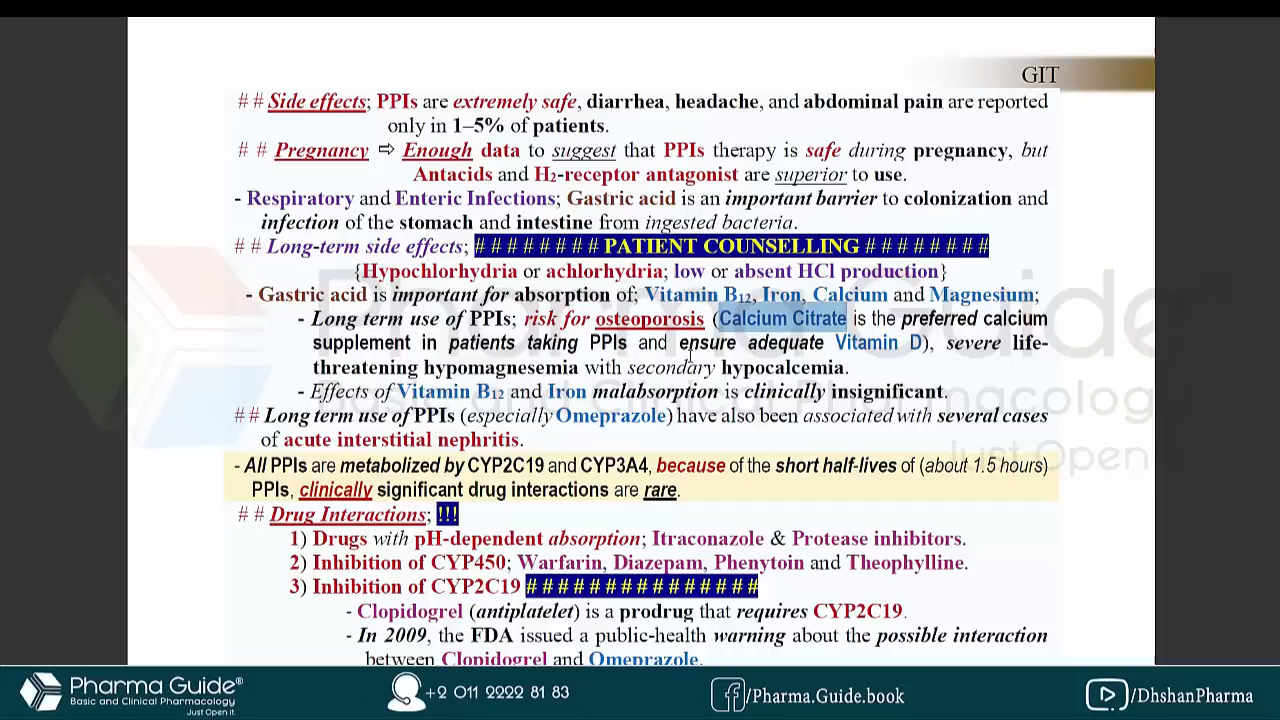 GIT
# # Side effects; PPIs are extremely safe, diarrhea, headache, and abdominal pain are reported
only in 1–5% of patients.
# # Pregnancy ⇨ Enough data to suggest that PPIs therapy is safe during pregnancy, but
Antacids and H₂-receptor antagonist are superior to use.
- Respiratory and Enteric Infections; Gastric acid is an important barrier to colonization and
infection of the stomach and intestine from ingested bacteria.
# # Long-term side effects; # # # # # # # # PATIENT COUNSELLING # # # # # # # #
{Hypochlorhydria or achlorhydria; low or absent HCl production}
- Gastric acid is important for absorption of; Vitamin B₁₂, Iron, Calcium and Magnesium;
- Long term use of PPIs; risk for osteoporosis (Calcium Citrate is the preferred calcium
supplement in patients taking PPIs and ensure adequate Vitamin D), severe life-
threatening hypomagnesemia with secondary hypocalcemia.
- Effects of Vitamin B₁₂ and Iron malabsorption is clinically insignificant.
## Long term use of PPIs (especially Omeprazole) have also been associated with several cases
of acute interstitial nephritis.
- All PPIs are metabolized by CYP2C19 and CYP3A4, because of the short half-lives of (about 1.5 hours)
PPIs, clinically significant drug interactions are rare.
# # Drug Interactions; !!!
1) Drugs with pH-dependent absorption; Itraconazole & Protease inhibitors.
2) Inhibition of CYP450; Warfarin, Diazepam, Phenytoin and Theophylline.
3) Inhibition of CYP2C19 # # # # # # # # # # # # # # #
- Clopidogrel (antiplatelet) is a prodrug that requires CYP2C19.
- In 2009, the FDA issued a public-health warning about the possible interaction
between Clopidogrel and Omeprazole.
Pharma Guide
Basic and Clinical Pharmacology
Just Open it
Pharma Guide®
Basic and Clinical Pharmacology
Just Open it.
+2 011 2222 81 83
/Pharma.Guide.book
/DhshanPharma